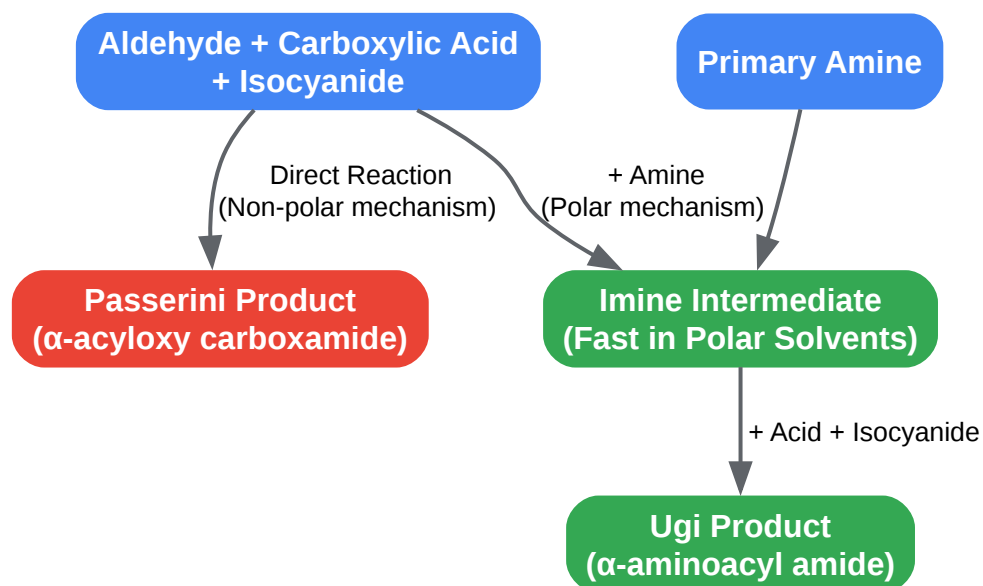 Aldehyde + Carboxylic Acid
+ Isocyanide
Primary Amine
Direct Reaction
(Non-polar mechanism)
+ Amine
(Polar mechanism)
Passerini Product
(α-acyloxy carboxamide)
Imine Intermediate
(Fast in Polar Solvents)
+ Acid + Isocyanide
Ugi Product
(α-aminoacyl amide)